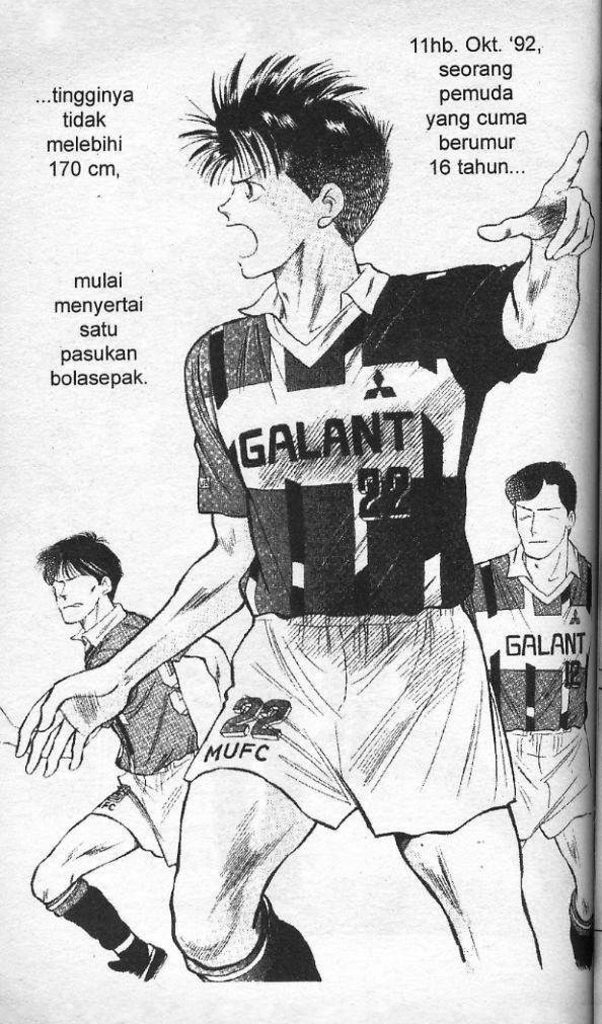 11hb. Okt. ‘92,
seorang
pemuda
yang cuma
berumur
16 tahun...
...tingginya
tidak
melebihi
170 cm,
mulai
menyertai
satu
pasukan
bolasepak.
GALANT
22
GALANT
12
22
MUFC